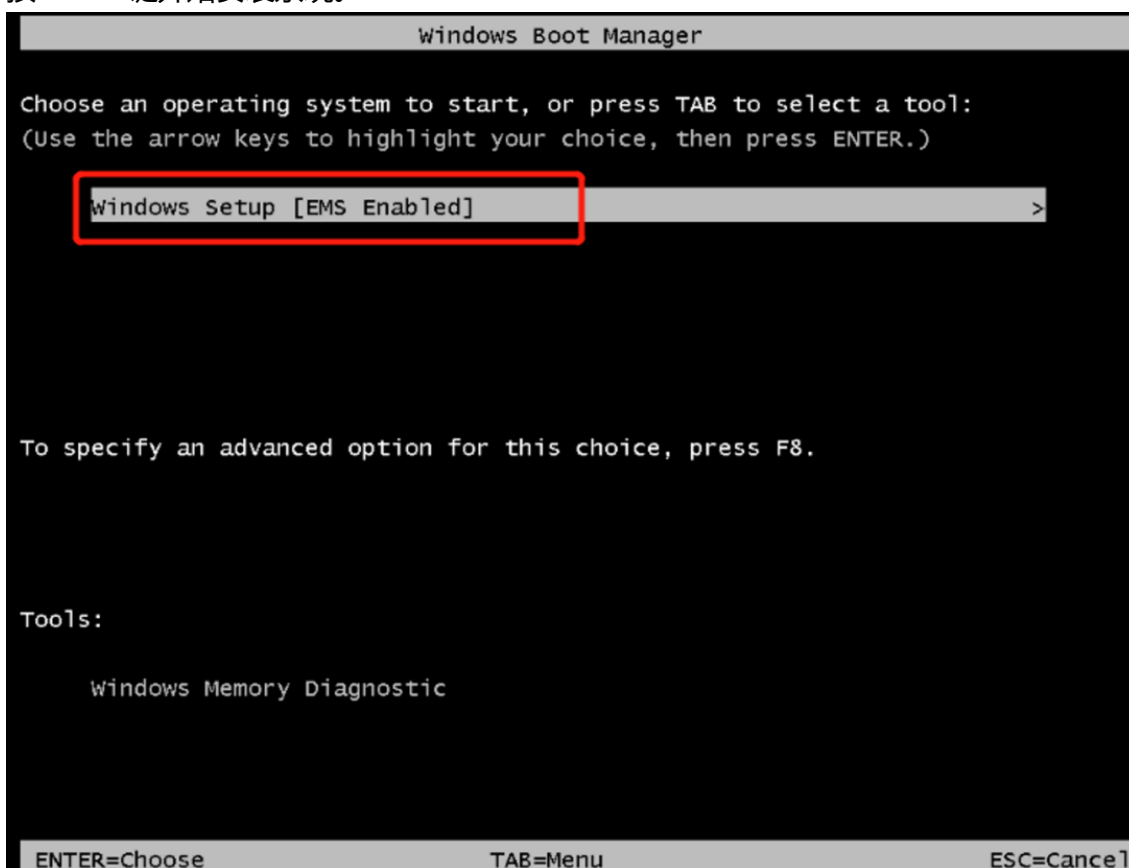 Windows Boot Manager
Choose an operating system to start, or press TAB to select a tool:
(Use the arrow keys to highlight your choice, then press ENTER.)
Windows Setup [EMS Enabled] >
To specify an advanced option for this choice, press F8.
Tools:
Windows Memory Diagnostic
ENTER=Choose TAB=Menu ESC=Cancel